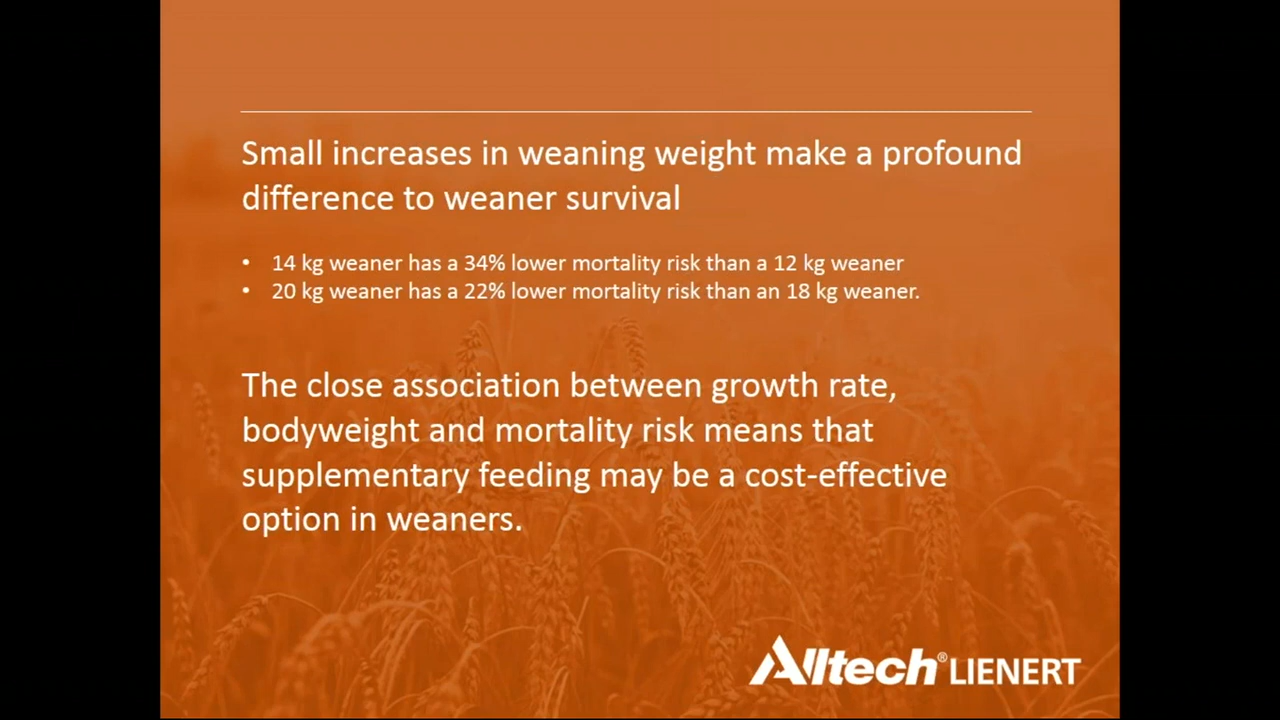 Small increases in weaning weight make a profound
difference to weaner survival
• 14 kg weaner has a 34% lower mortality risk than a 12 kg weaner
• 20 kg weaner has a 22% lower mortality risk than an 18 kg weaner.
The close association between growth rate,
bodyweight and mortality risk means that
supplementary feeding may be a cost-effective
option in weaners.
Alltech® LIENERT